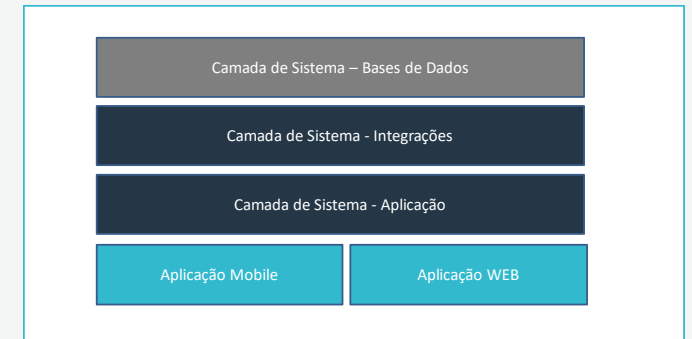 Camada de Sistema – Bases de Dados
Camada de Sistema - Integrações
Camada de Sistema - Aplicação
Aplicação Mobile
Aplicação WEB